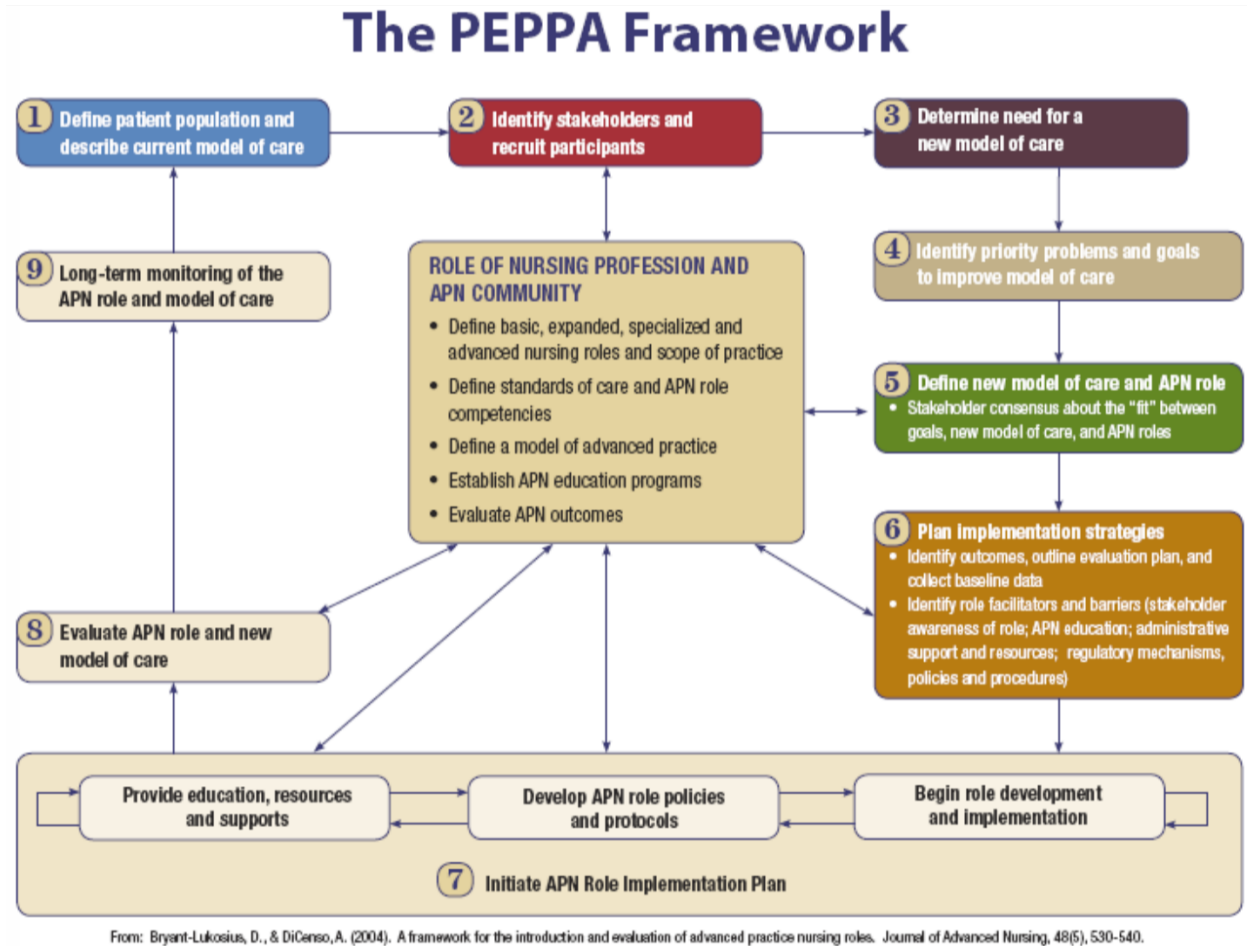 The PEPPA Framework
1 Define patient population and
describe current model of care
2 Identify stakeholders and
recruit participants
3 Determine need for a
new model of care
4 Identify priority problems and goals
to improve model of care
9 Long-term monitoring of the
APN role and model of care
ROLE OF NURSING PROFESSION AND
APN COMMUNITY
• Define basic, expanded, specialized and
advanced nursing roles and scope of practice
• Define standards of care and APN role
competencies
• Define a model of advanced practice
• Establish APN education programs
• Evaluate APN outcomes
5 Define new model of care and APN role
• Stakeholder consensus about the “fit” between
goals, new model of care, and APN roles
6 Plan implementation strategies
• Identify outcomes, outline evaluation plan, and
collect baseline data
• Identify role facilitators and barriers (stakeholder
awareness of role; APN education; administrative
support and resources; regulatory mechanisms,
policies and procedures)
8 Evaluate APN role and new
model of care
Provide education, resources
and supports
Develop APN role policies
and protocols
Begin role development
and implementation
7 Initiate APN Role Implementation Plan
From: Bryant-Lukosius, D., & DiCenso, A. (2004). A framework for the introduction and evaluation of advanced practice nursing roles. Journal of Advanced Nursing, 48(5), 530-540.